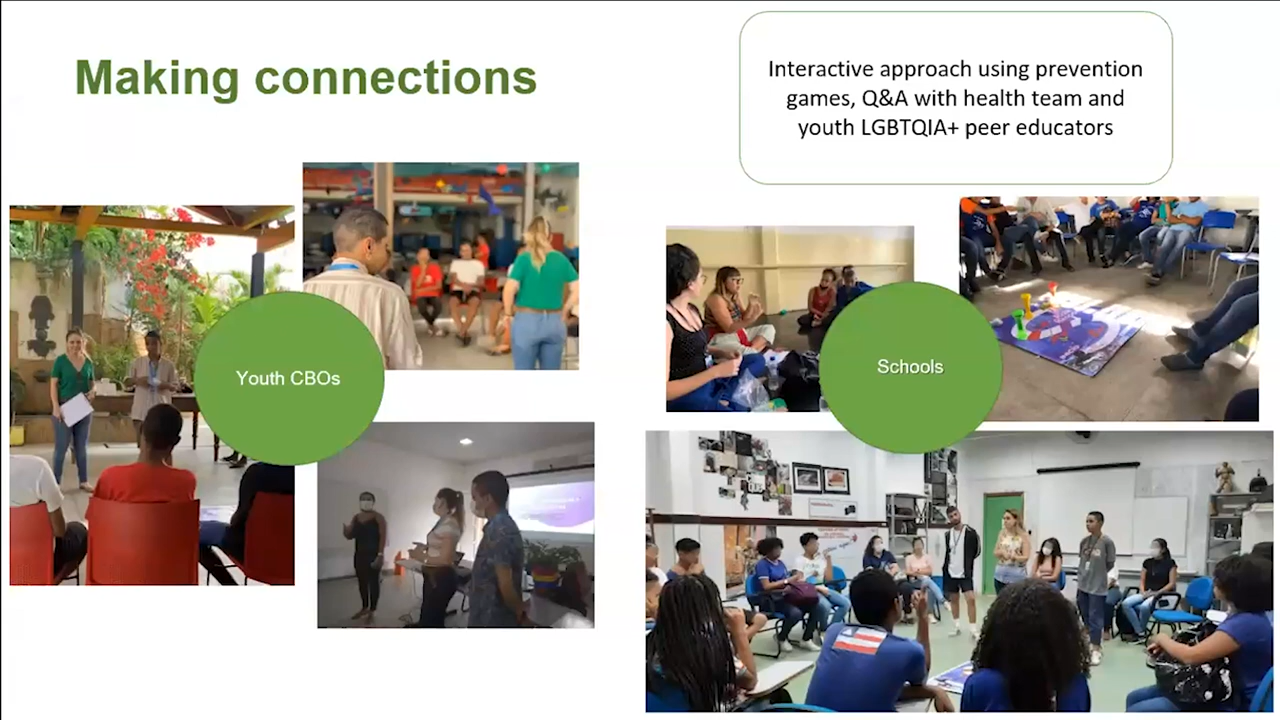 Making connections
Interactive approach using prevention
games, Q&A with health team and
youth LGBTQIA+ peer educators
Youth CBOs
Schools